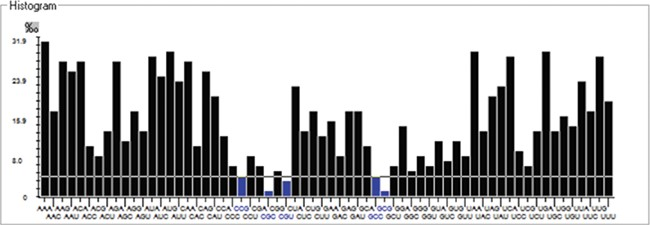 Histogram
‰
31.9
23.9
15.9
8.0
0
AAA AAG ACA ACG AGA AGG AUA AUG CAA CAG CCA CCG CGA CGG CUA CUG GAA GAG GCA GCG GGA GGG GUA GUG UAA UAG UCA UCG UGA UGG UUA UUG
AAC AAU ACC ACU AGC AGU AUC AUU CAC CAU CCC CCU CGC CGU CUC CUU GAC GAU GCC GCU GGC GGU GUC GUU UAC UAU UCC UCU UGC UGU UUC UUU